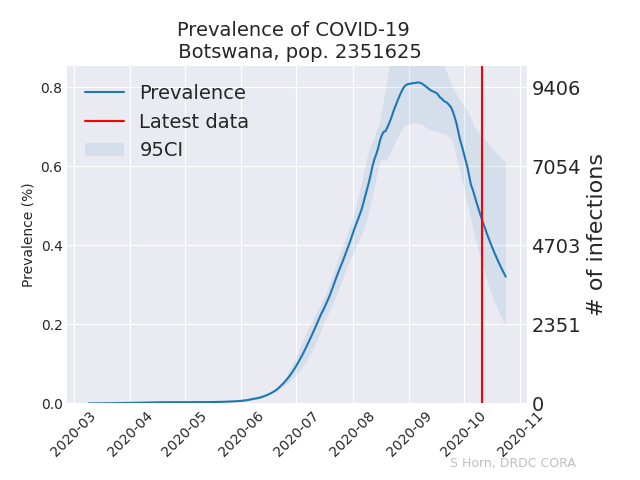 Prevalence of COVID-19
Botswana, pop. 2351625
Prevalence
Latest data
95CI
Prevalence (%)
0.8
0.6
0.4
0.2
0.0
9406
7054
4703
2351
0
# of infections
2020-03
2020-04
2020-05
2020-06
2020-07
2020-08
2020-09
2020-10
2020-11
S Horn, DRDC CORA